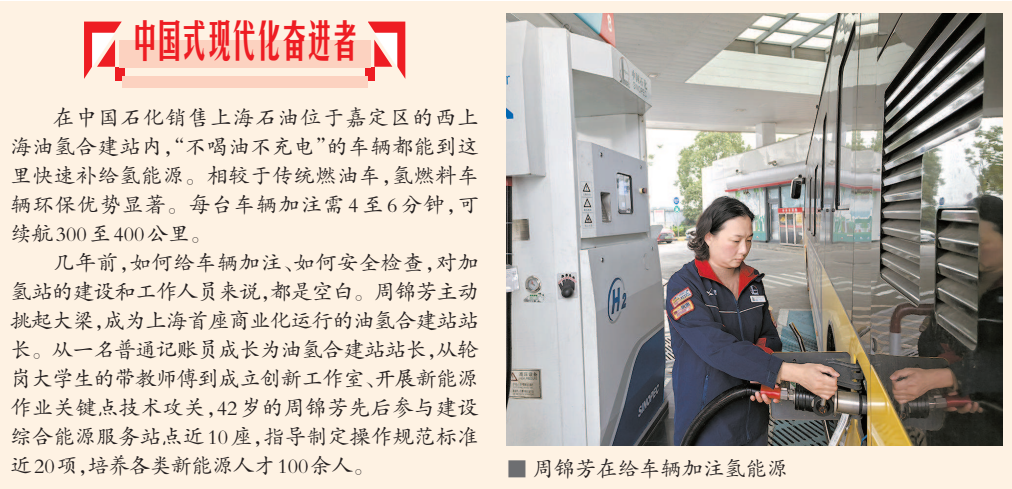 中国式现代化奋进者
在中国石化销售上海石油位于嘉定区的西上
海油氢合建站内，“不喝油不充电”的车辆都能到这
里快速补给氢能源。相较于传统燃油车，氢燃料车
辆环保优势显著。每台车辆加注需4至6分钟，可
续航300至400公里。
几年前，如何给车辆加注、如何安全检查，对加
氢站的建设和工作人员来说，都是空白。周锦芳主动
挑起大梁，成为上海首座商业化运行的油氢合建站站
长。从一名普通记账员成长为油氢合建站站长，从轮
岗大学生的带教师傅到成立创新工作室、开展新能源
作业关键点技术攻关，42岁的周锦芳先后参与建设
综合能源服务站点近10座，指导制定操作规范标准
近20项，培养各类新能源人才100余人。
8
H2
SINOPEC
■ 周锦芳在给车辆加注氢能源